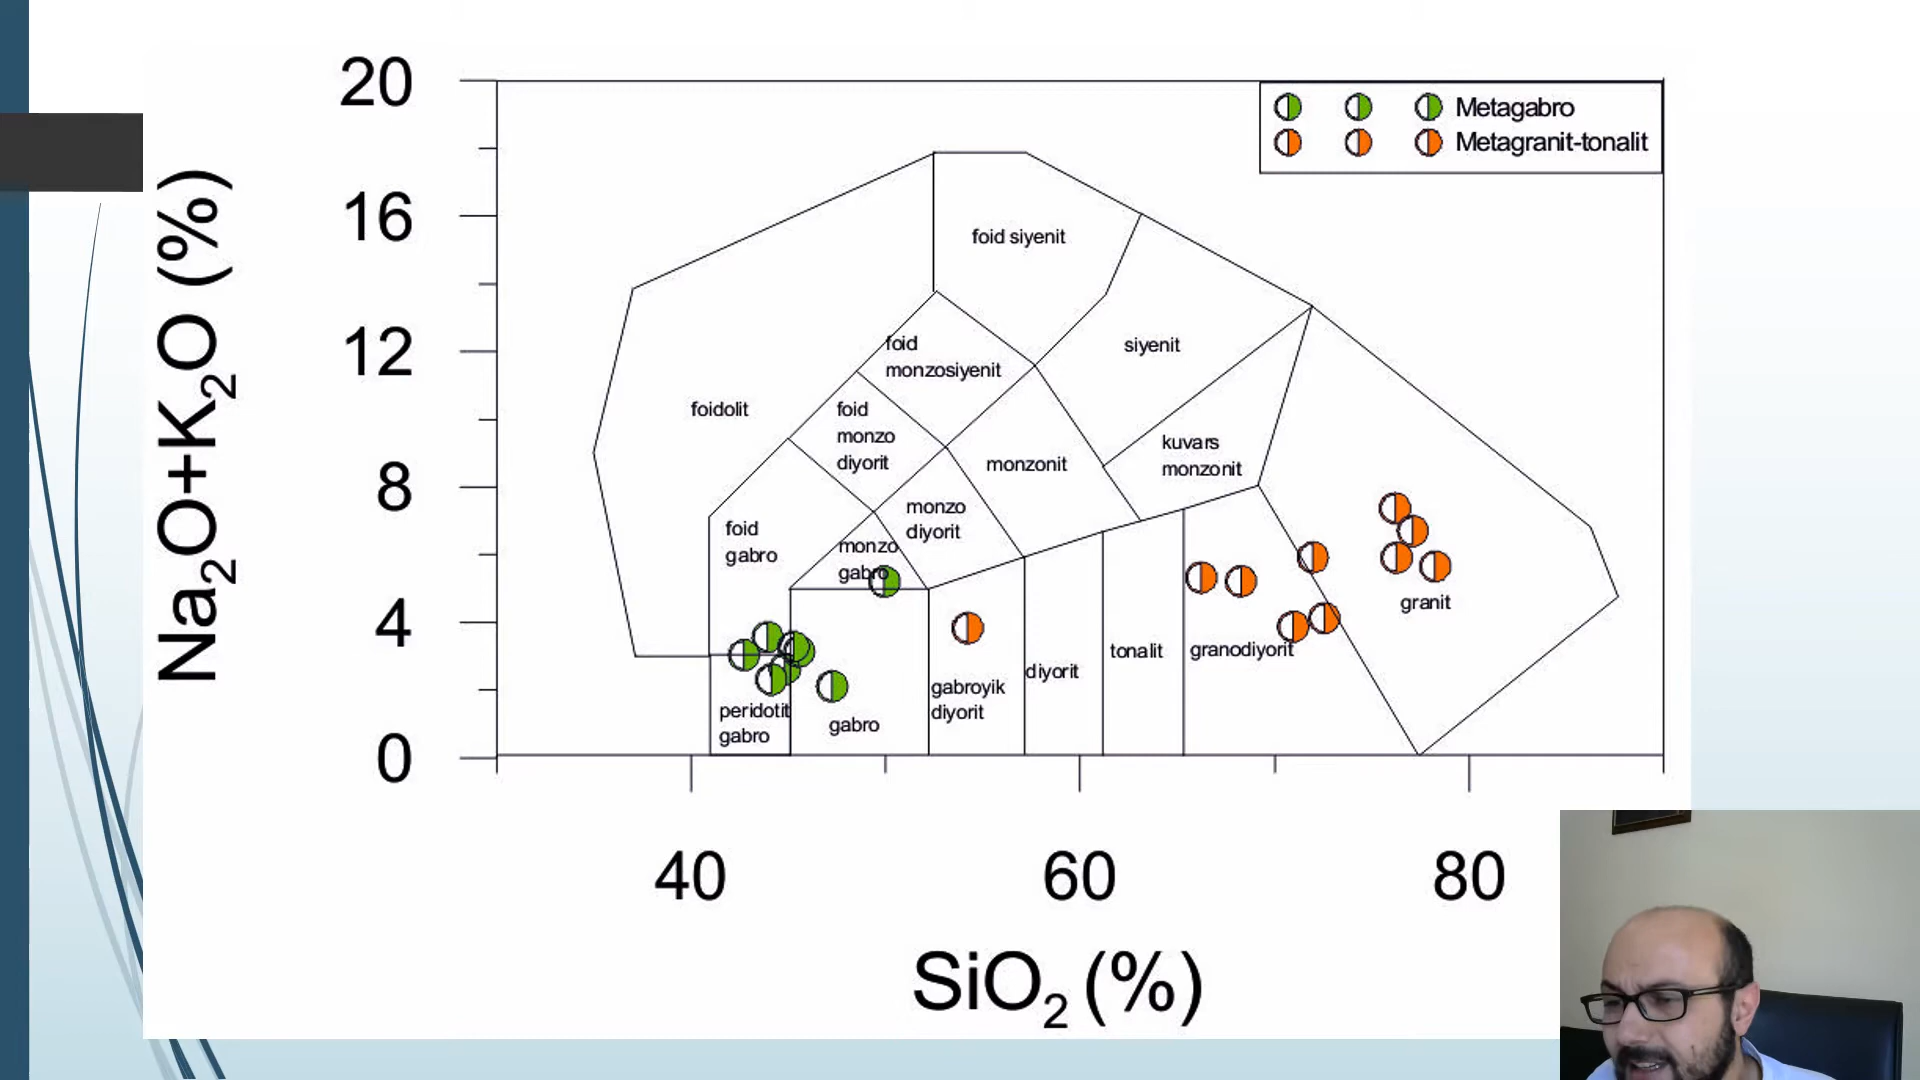 20
16
12
8
4
0
Na2O+K2O (%)
Metagabro
Metagranit-tonalit
foid siyenit
foid
monzosiyenit
siyenit
foidolit
foid
monzo
diyorit
monzonit
kuvars
monzonit
foid
gabro
monzo
diyorit
monzo
gabro
granit
peridotit
gabro
gabro
gabroyik
diyorit
diyorit
tonalit
granodiyorit
40
60
80
SiO2 (%)